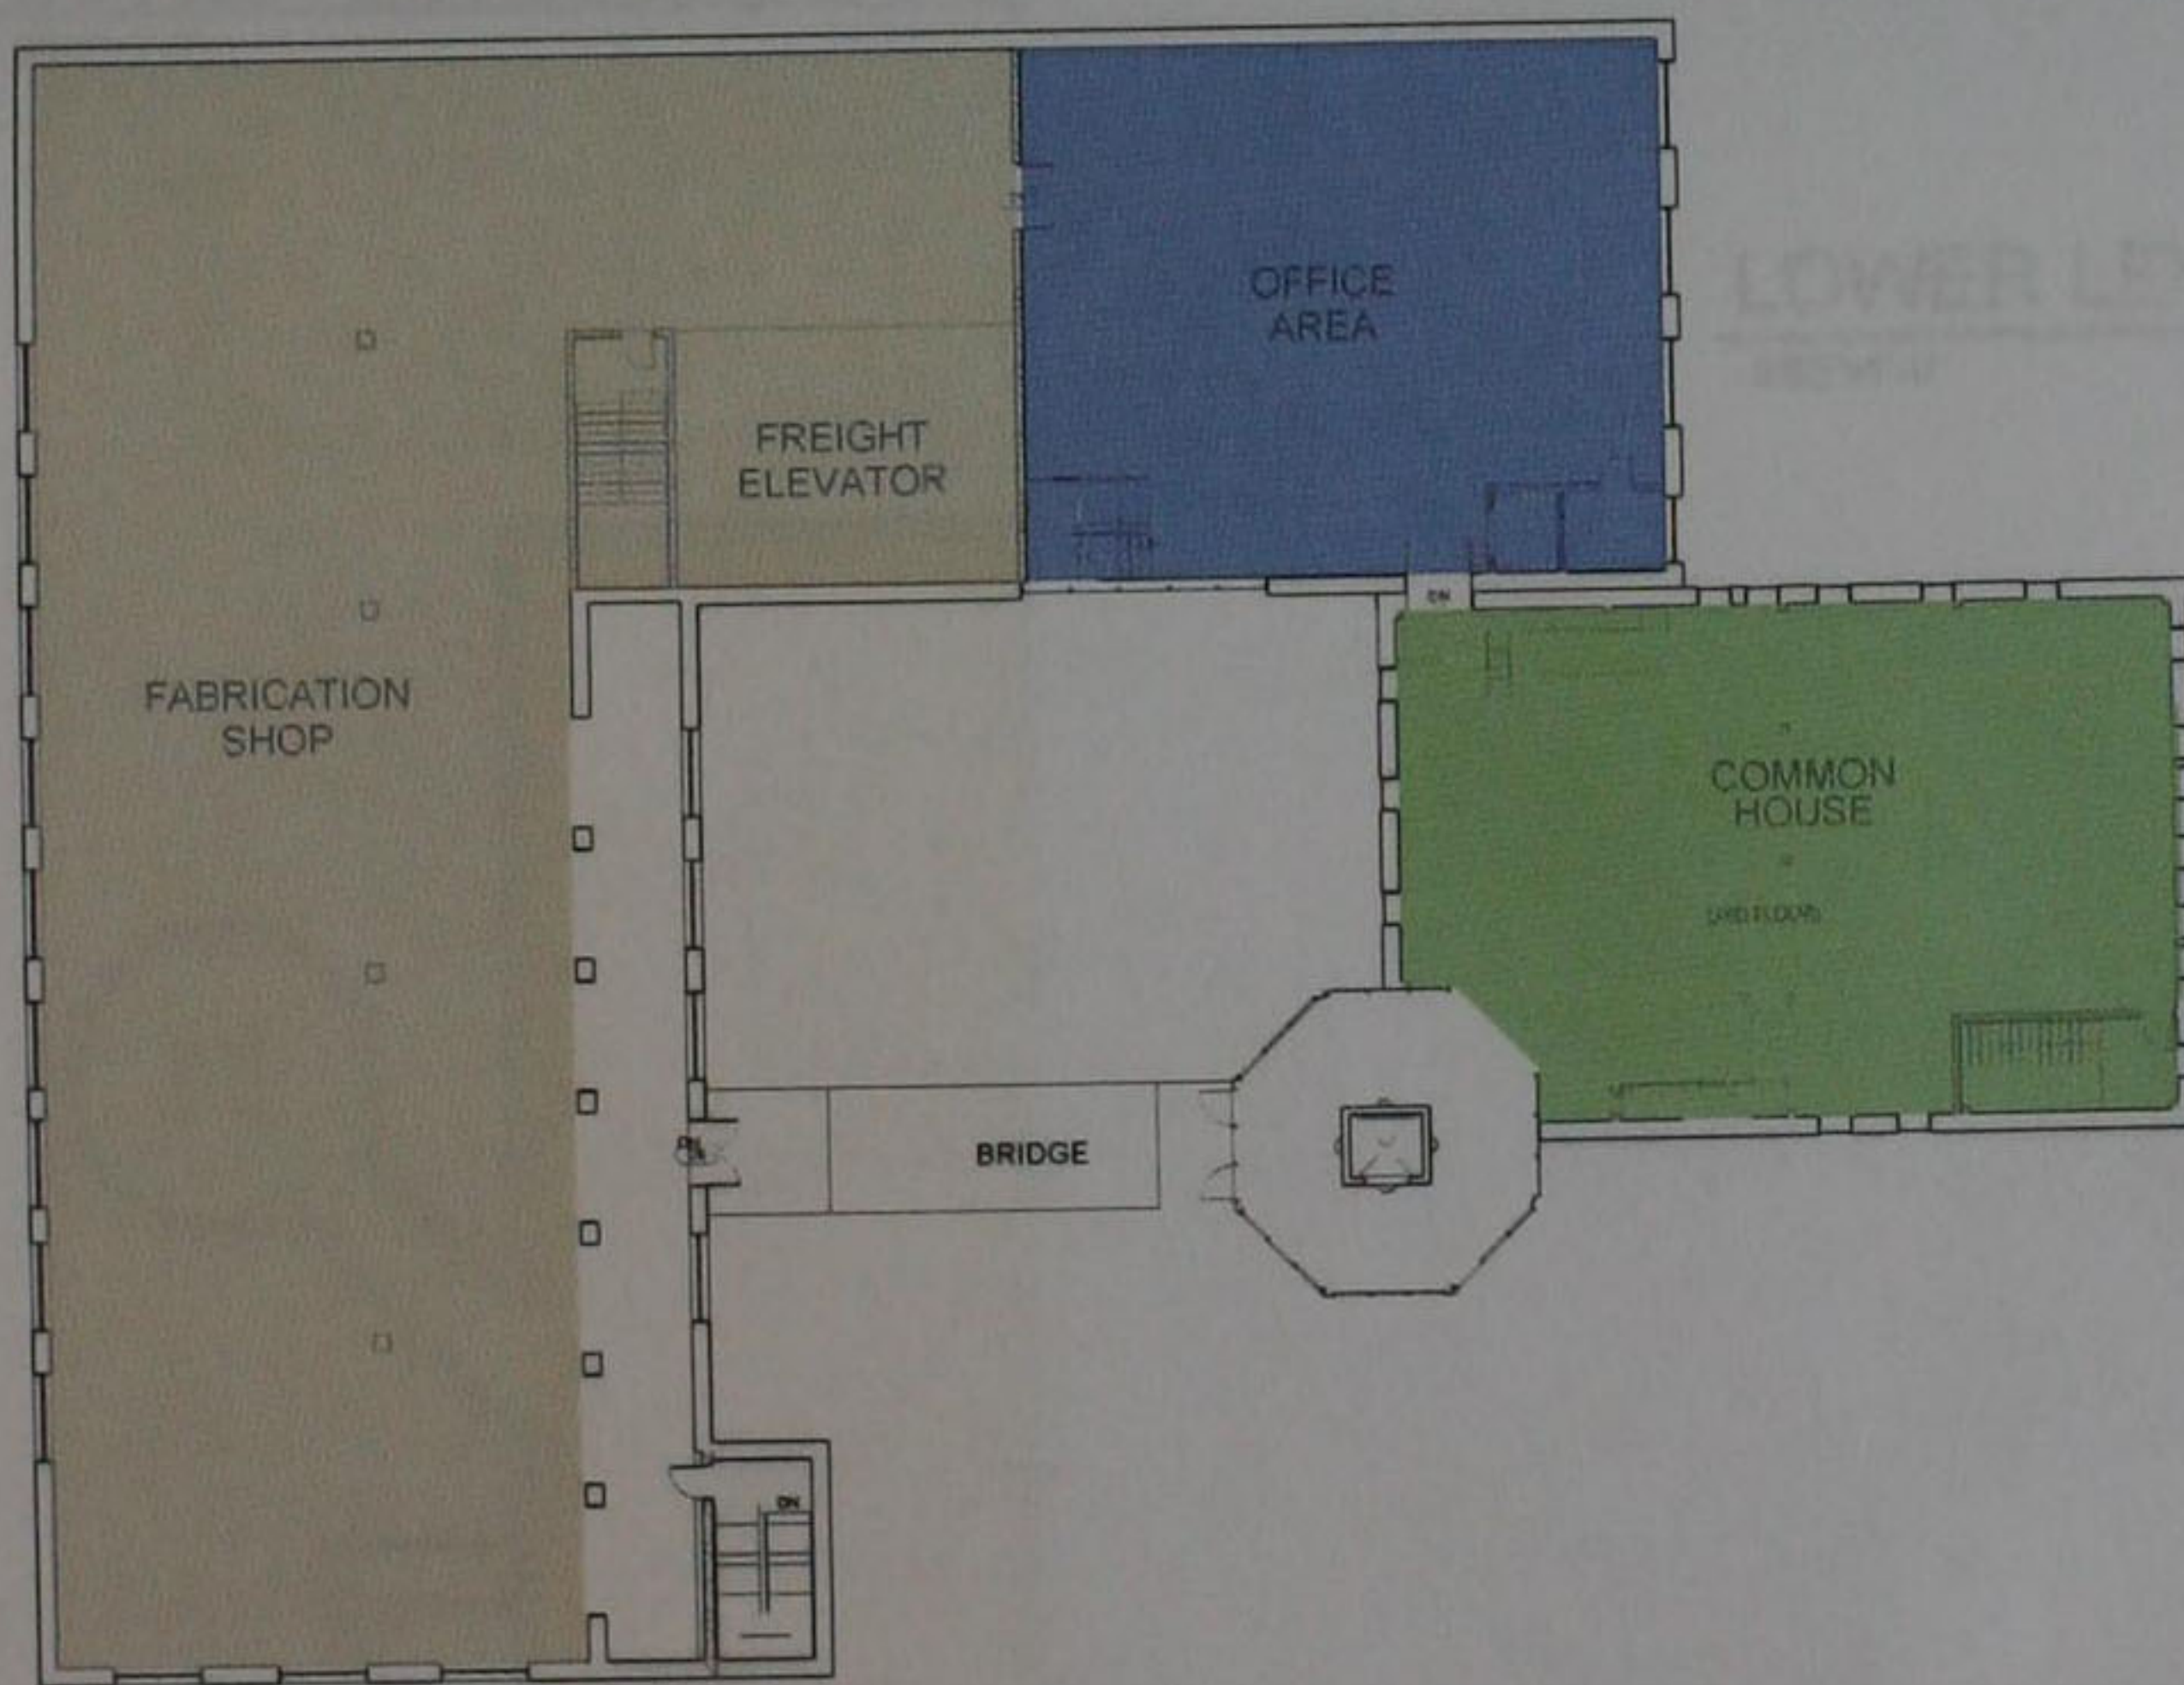 OFFICE
AREA
FREIGHT
ELEVATOR
DN
FABRICATION
SHOP
COMMON
HOUSE
BRIDGE
DN